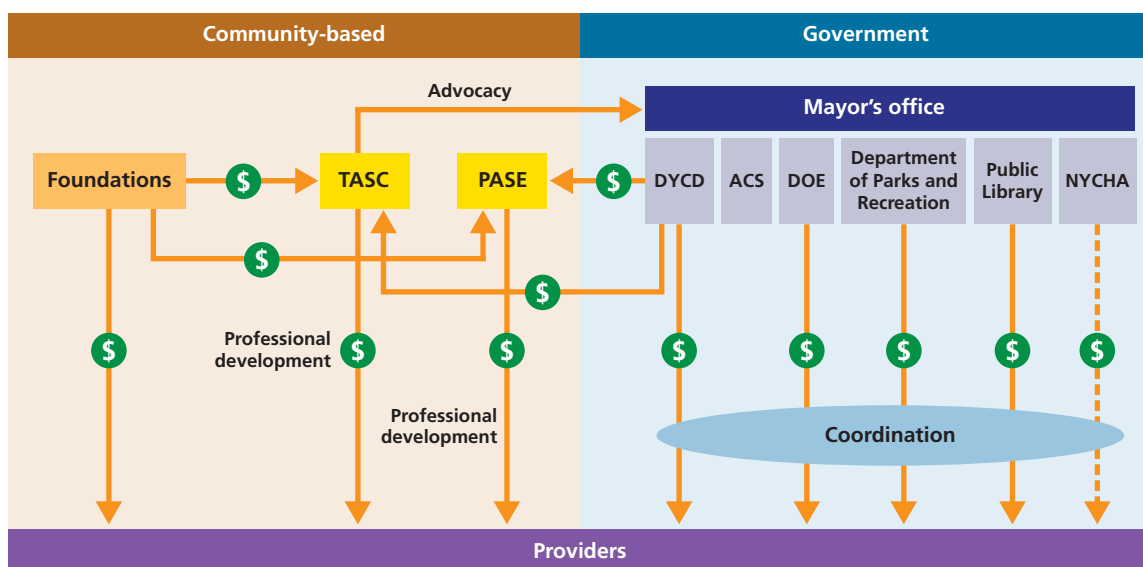 Community-based
Government
Advocacy
Mayor's office
Foundations
$
TASC
PASE
$
DYCD
ACS
DOE
Department
of Parks and
Recreation
Public
Library
NYCHA
$
$
Professional
development
$
$
$
$
$
$
$
$
Professional
development
Coordination
Providers